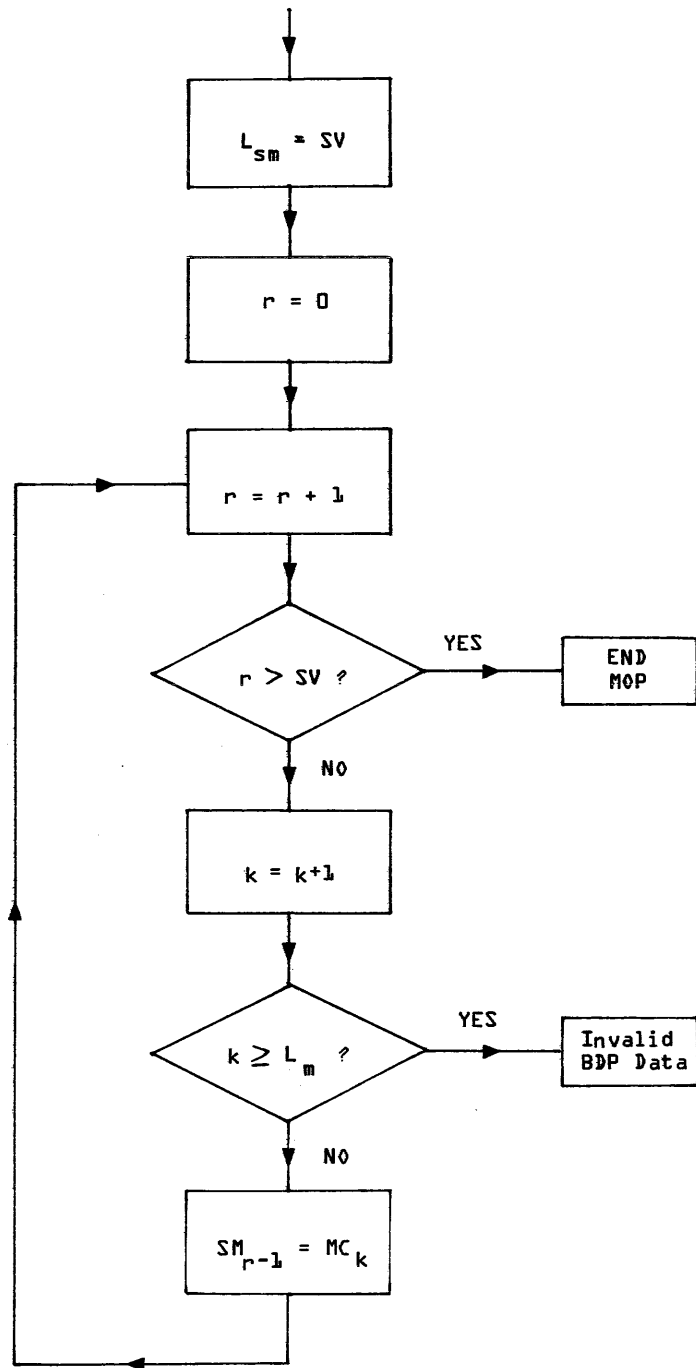 L_sm = SV
r = 0
r = r + 1
r > SV ?
YES
END
MOP
NO
k = k+1
k ≥ L_m ?
YES
Invalid
BDP Data
NO
SM_r-1 = MC_k